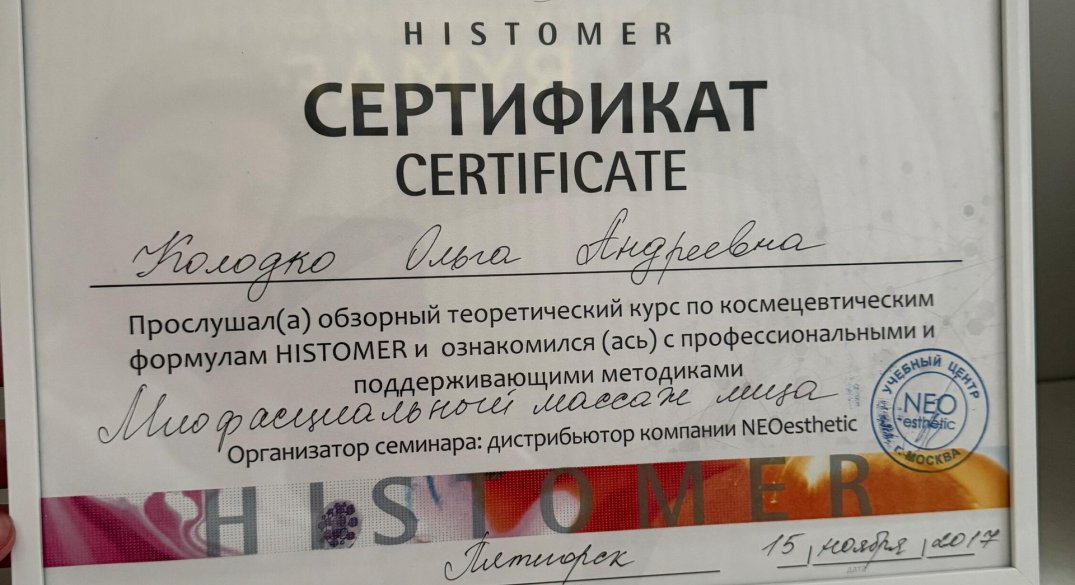 HISTOMER
СЕРТИФИКАТ
CERTIFICATE
Колодко Ольга Андреевна
Прослушал(а) обзорный теоретический курс по космецевтическим
формулам HISTOMER и ознакомился (ась) с профессиональными и
поддерживающими методиками
Миофасциальный массаж лица
Организатор семинара: дистрибьютор компании NEOesthetic
УЧЕБНЫЙ ЦЕНТР
NEO
esthetic
Г. МОСКВА
HISTOMER
Пятигорск
15 ноября 2017
дата